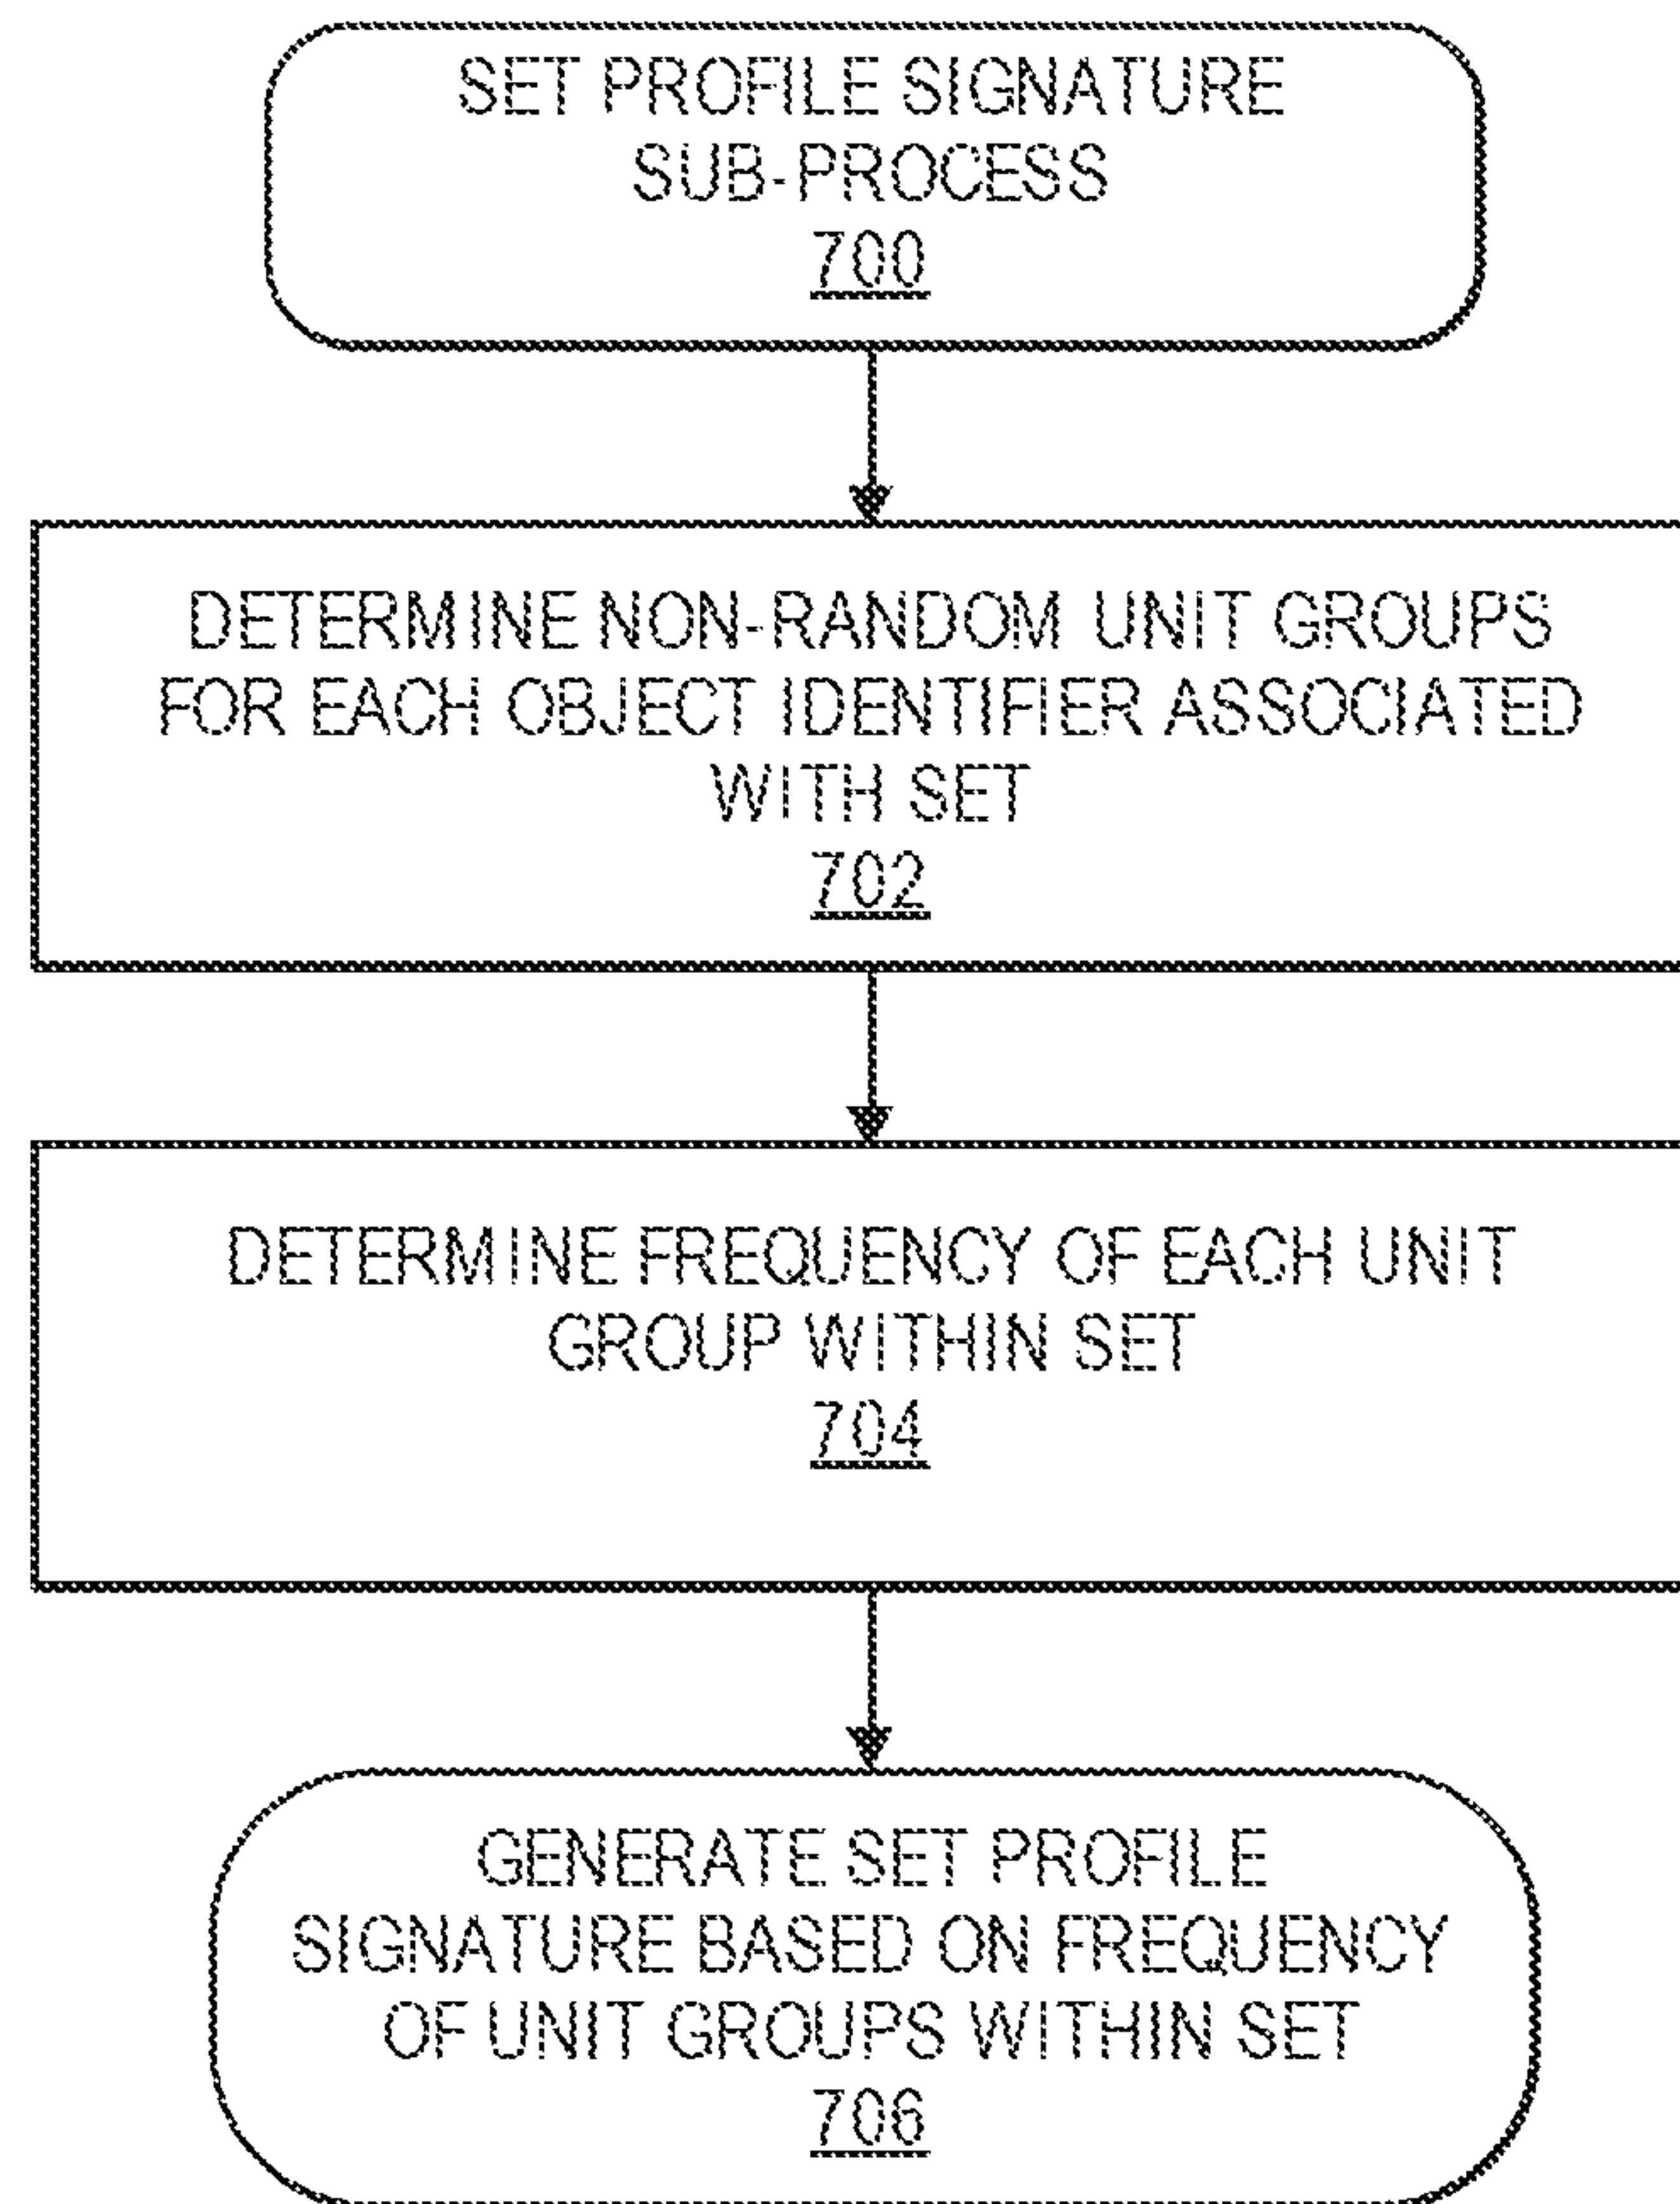 SET PROFILE SIGNATURE
SUB-PROCESS
700
DETERMINE NON-RANDOM UNIT GROUPS
FOR EACH OBJECT IDENTIFIER ASSOCIATED
WITH SET
702
DETERMINE FREQUENCY OF EACH UNIT
GROUP WITHIN SET
704
GENERATE SET PROFILE
SIGNATURE BASED ON FREQUENCY
OF UNIT GROUPS WITHIN SET
706